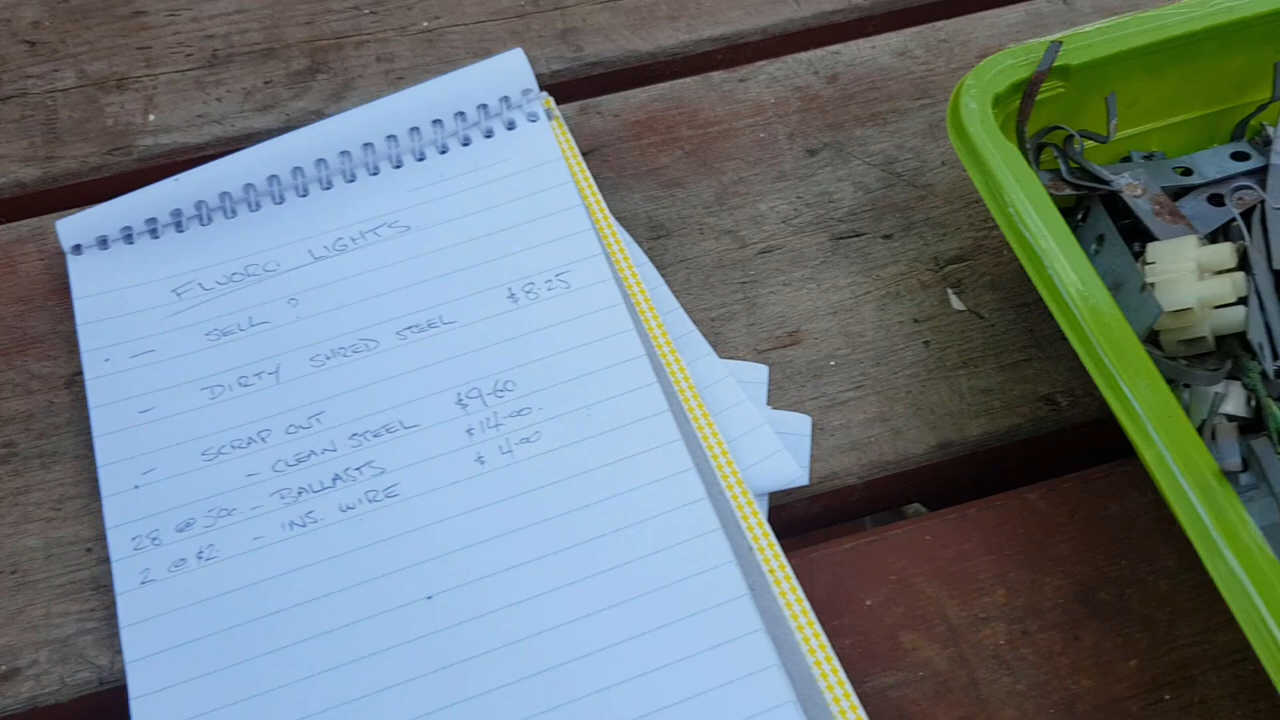 FLUORO LIGHTS
- SELL ?
- DIRTY SHRED STEEL $8.25
- SCRAP OUT
- CLEAN STEEL $9.60
28 @ 50c. - BALLASTS $14.00.
2 @ $2. - INS. WIRE $4.00